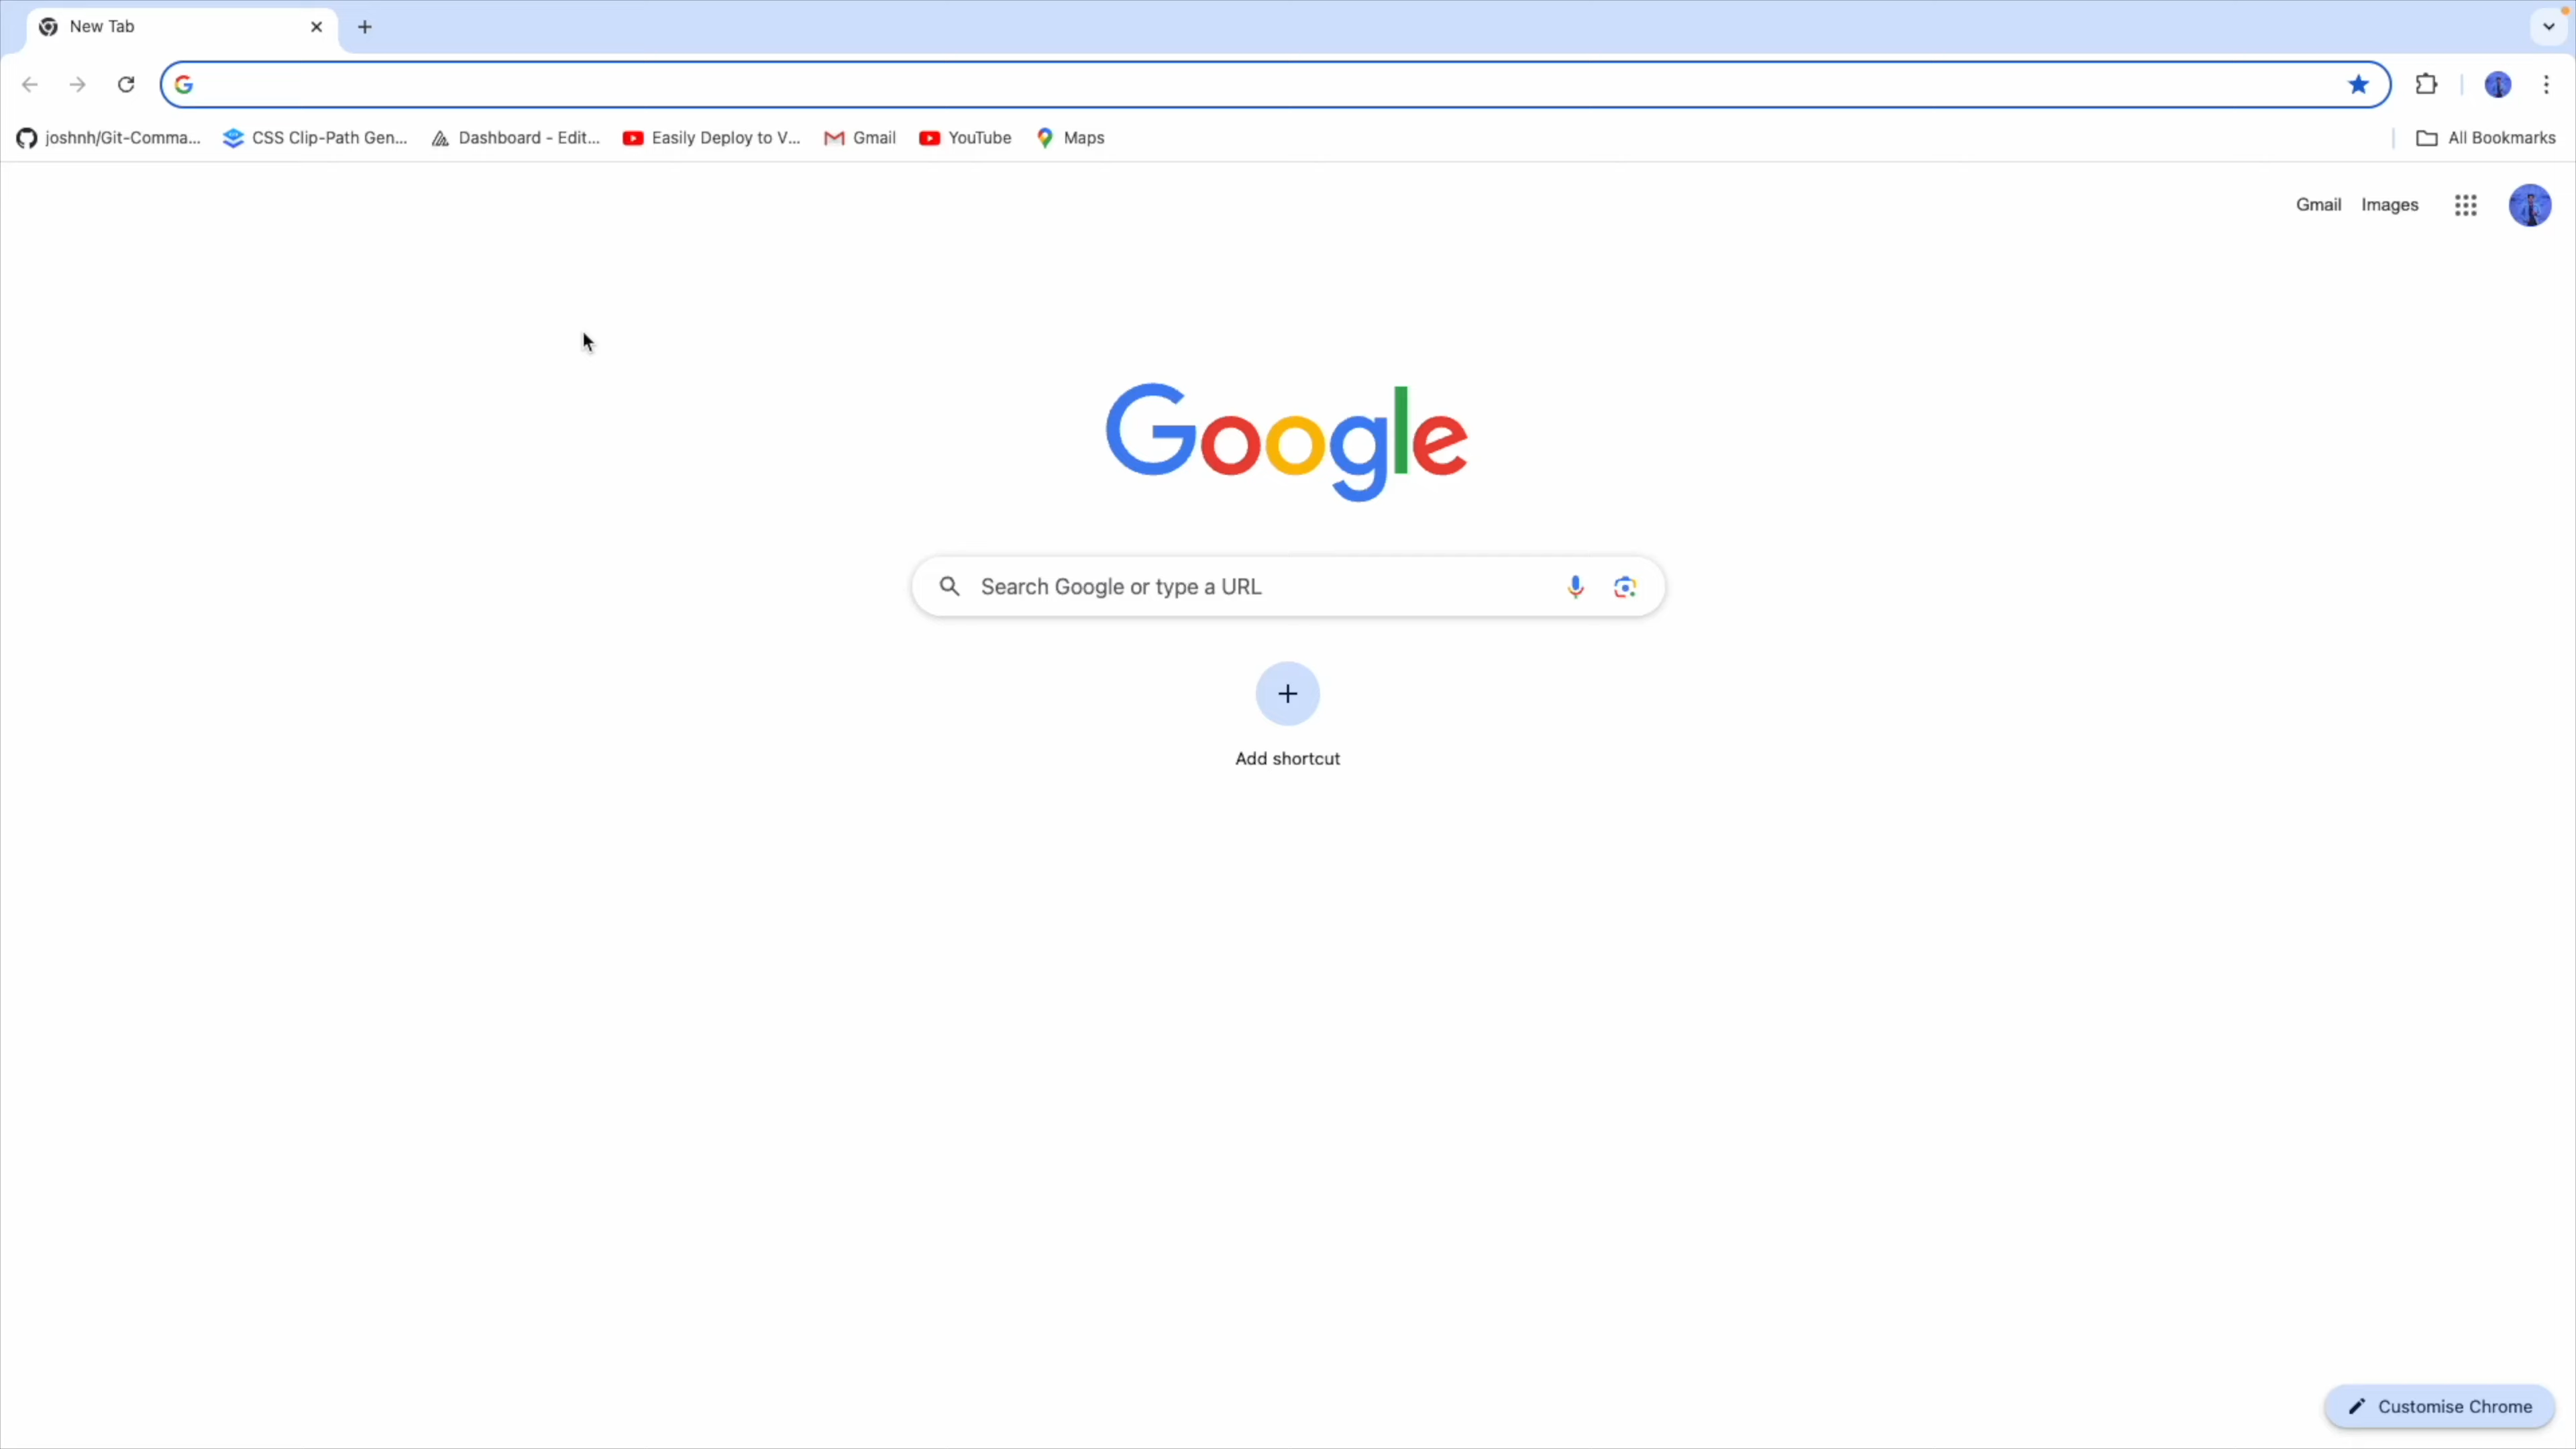 New Tab
joshnh/Git-Comma... CSS Clip-Path Gen... Dashboard - Edit... Easily Deploy to V... Gmail YouTube Maps All Bookmarks
Gmail Images
Google
Search Google or type a URL
Add shortcut
Customise Chrome